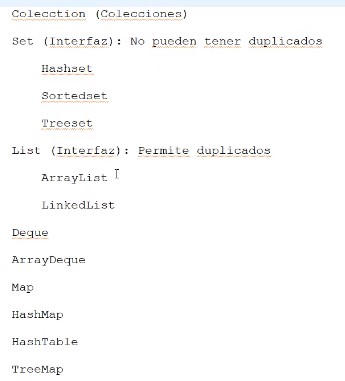 Colecction (Colecciones)
Set (Interfaz): No pueden tener duplicados
Hashset
Sortedset
Treeset
List (Interfaz): Permite duplicados
ArrayList
LinkedList
Deque
ArrayDeque
Map
HashMap
HashTable
TreeMap